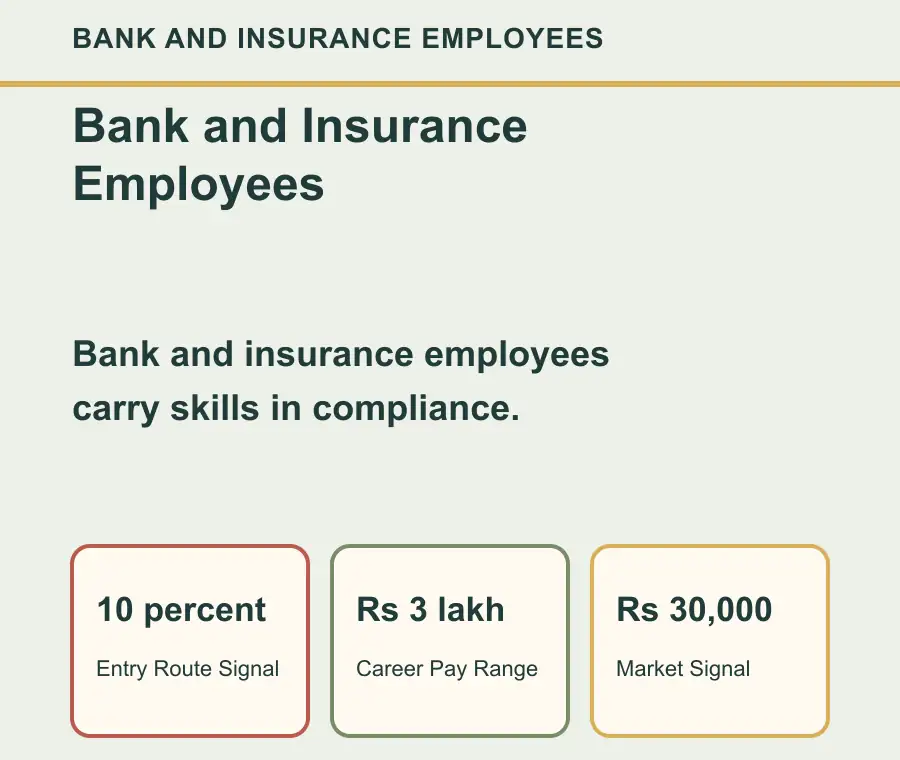 BANK AND INSURANCE EMPLOYEES
Bank and Insurance
Employees
Bank and insurance employees
carry skills in compliance.
10 percent
Entry Route Signal
Rs 3 lakh
Career Pay Range
Rs 30,000
Market Signal